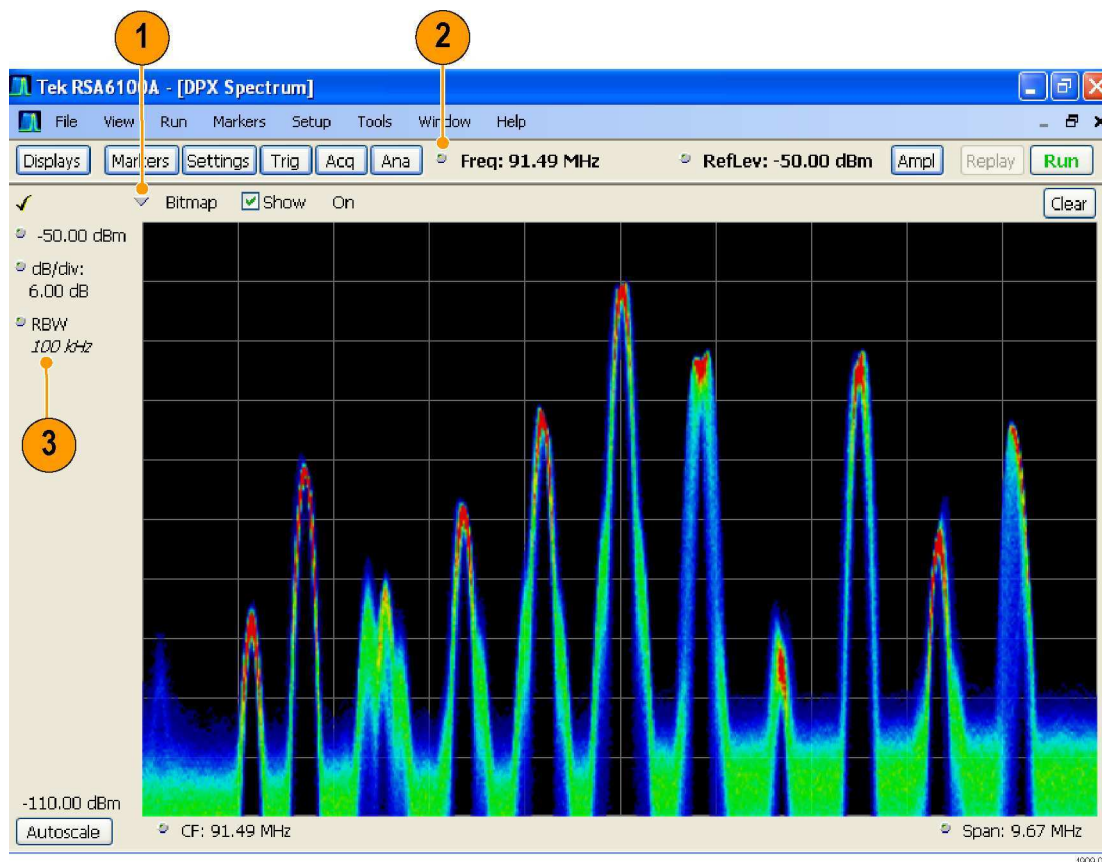 1
2
Tek RSA6100A - [DPX Spectrum]
File View Run Markers Setup Tools Window Help
Displays Markers Settings Trig Acq Ana Freq: 91.49 MHz RefLev: -50.00 dBm Ampl Replay Run
Bitmap Show On Clear
-50.00 dBm
dB/div:
6.00 dB
RBW
100 kHz
3
-110.00 dBm
Autoscale CF: 91.49 MHz Span: 9.67 MHz